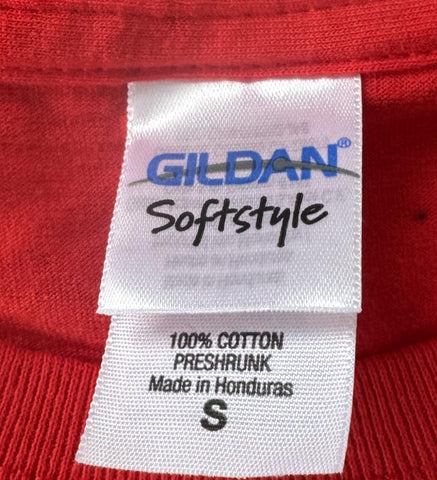 GILDAN®
Softstyle
100% COTTON
PRESHRUNK
Made in Honduras
S